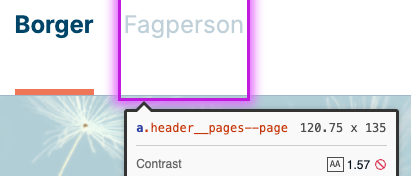 Borger Fagperson
a.header__pages--page 120.75 x 135
Contrast AA 1.57